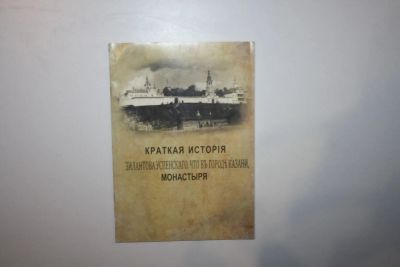 КРАТКАЯ ИСТОРІЯ
ЗИЛАНТОВА УСПЕНСКАГО, ЧТО ВЪ ГОРОДѢ КАЗАНИ,
МОНАСТЫРЯ